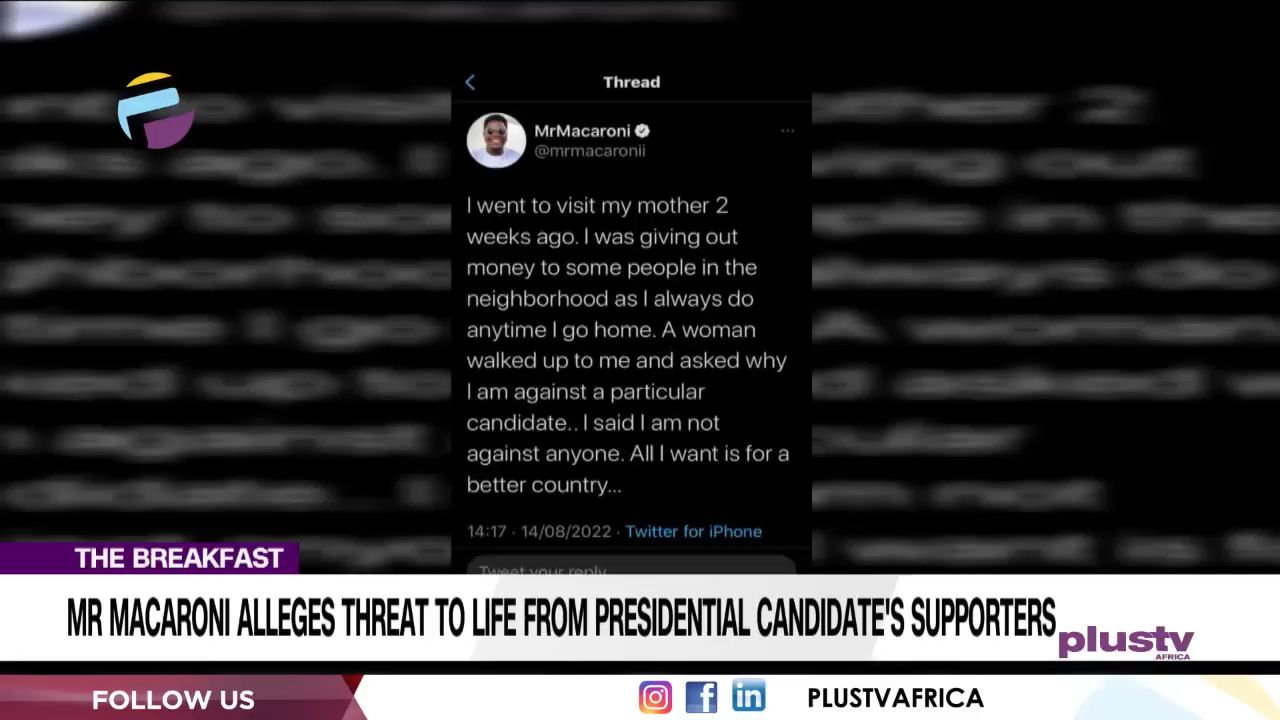 Thread
MrMacaroni
@mrmacaronii
I went to visit my mother 2
weeks ago. I was giving out
money to some people in the
neighborhood as I always do
anytime I go home. A woman
walked up to me and asked why
I am against a particular
candidate.. I said I am not
against anyone. All I want is for a
better country...
14:17 · 14/08/2022 · Twitter for iPhone
Tweet your reply
THE BREAKFAST
MR MACARONI ALLEGES THREAT TO LIFE FROM PRESIDENTIAL CANDIDATE'S SUPPORTERS
plustv
AFRICA
FOLLOW US
PLUSTVAFRICA